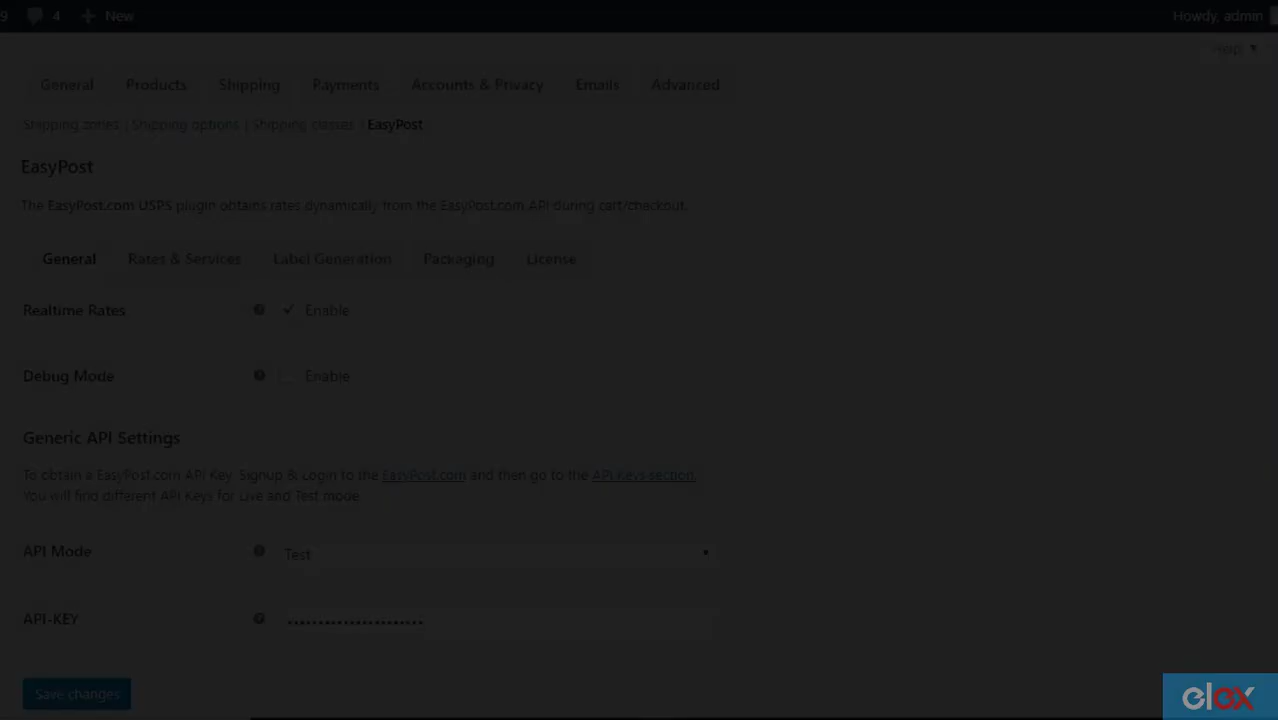 9 4 New Howdy, admin
Help ▼
General Products Shipping Payments Accounts & Privacy Emails Advanced
Shipping zones | Shipping options | Shipping classes | EasyPost
EasyPost
The EasyPost.com USPS plugin obtains rates dynamically from the EasyPost.com API during cart/checkout.
General Rates & Services Label Generation Packaging License
Realtime Rates Enable
Debug Mode Enable
Generic API Settings
To obtain a EasyPost.com API Key, Signup & Login to the EasyPost.com and then go to the API Keys section.
You will find different API Keys for Live and Test mode.
API Mode Test
API-KEY ••••••••••••••••••••••
Save changes
elex